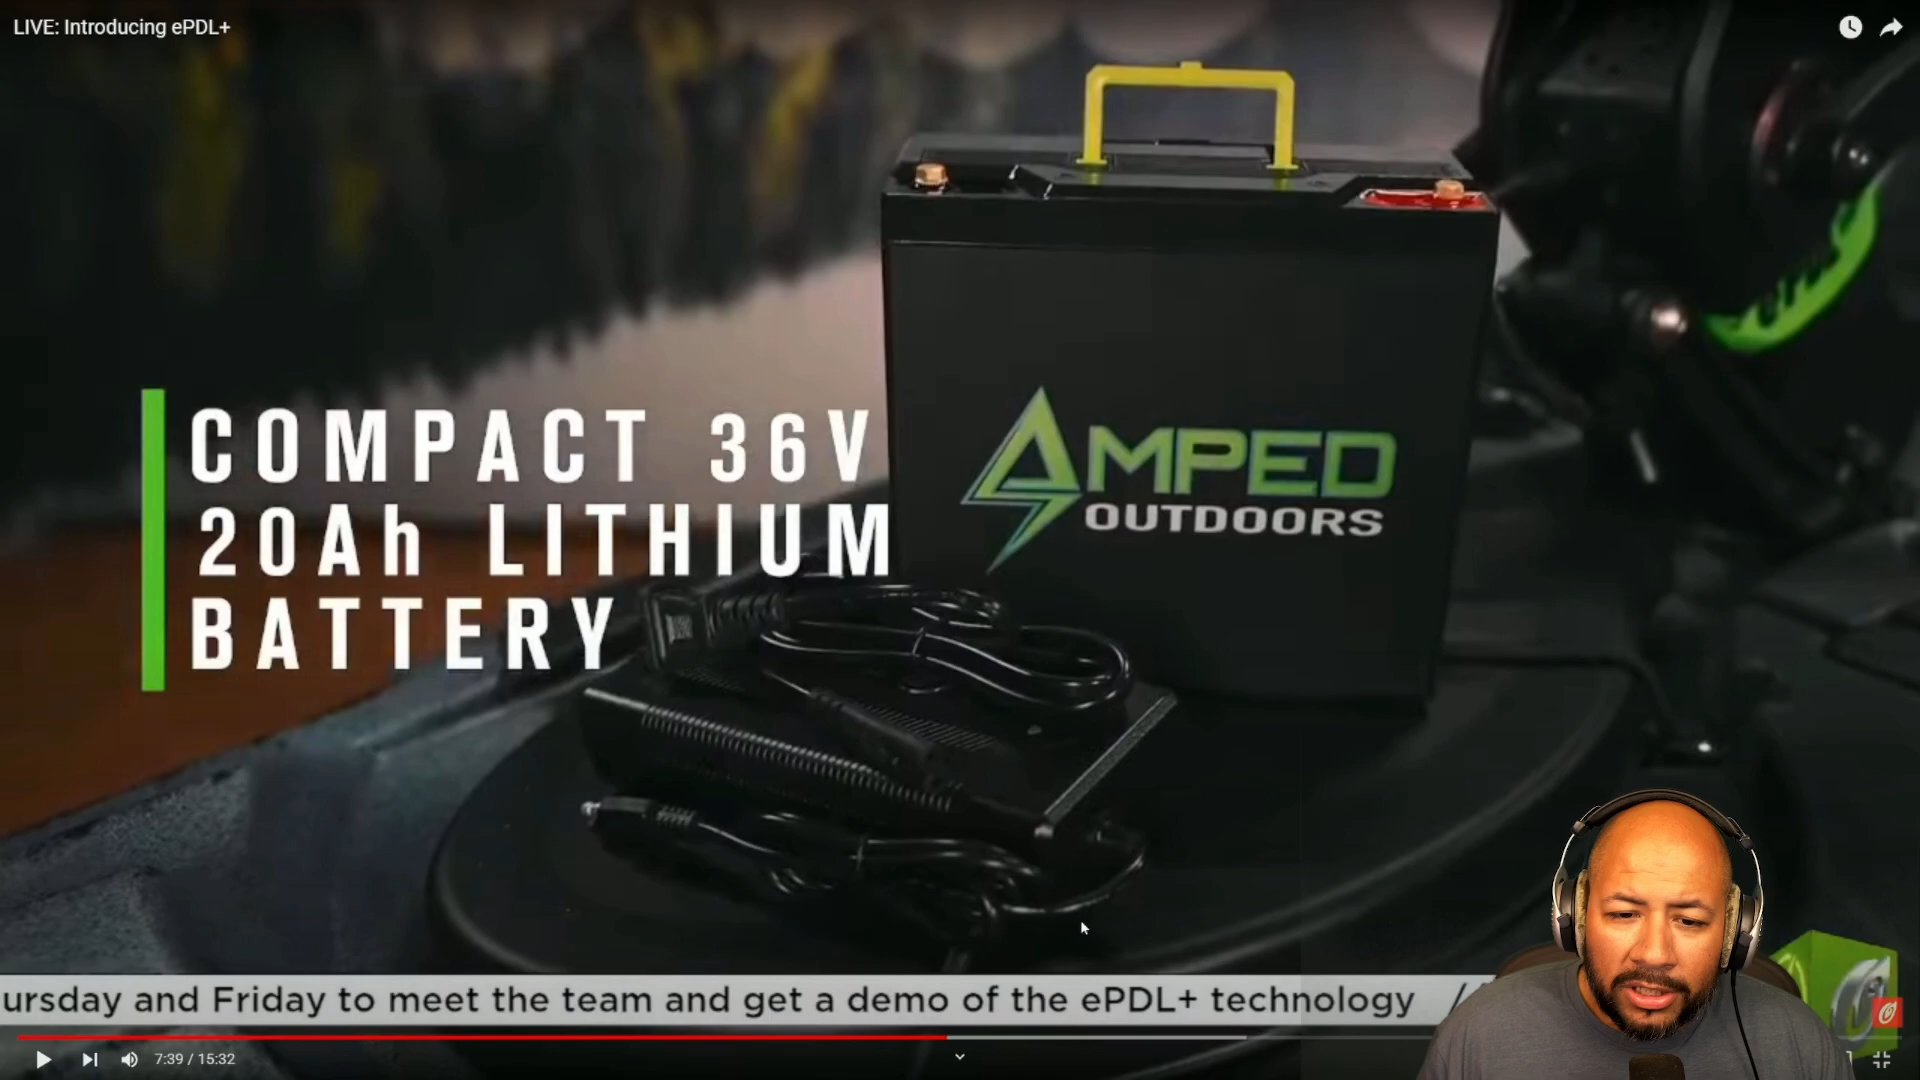 LIVE: Introducing ePDL+
COMPACT 36V
20Ah LITHIUM
BATTERY
AMPED
OUTDOORS
ursday and Friday to meet the team and get a demo of the ePDL+ technology /
7:39 / 15:32